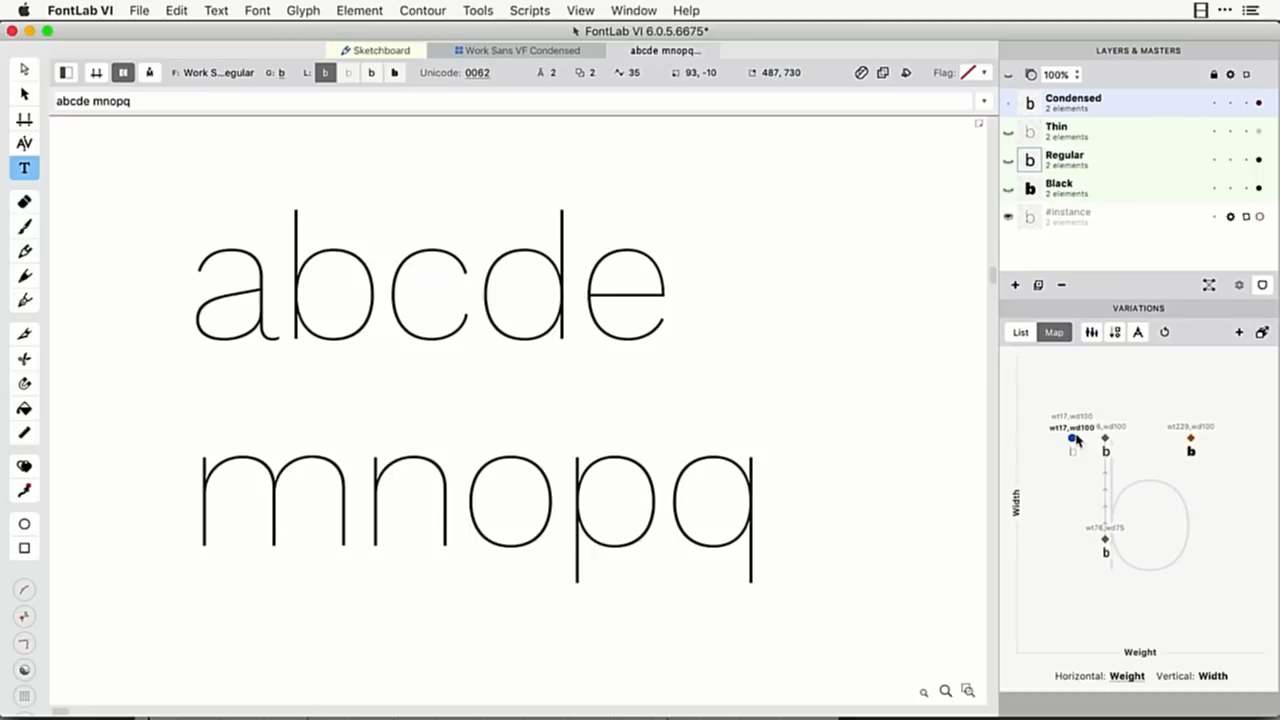 FontLab VI File Edit Text Font Glyph Element Contour Tools Scripts View Window Help
FontLab VI 6.0.5.6675*
Sketchboard Work Sans VF Condensed abcde mnopq...
F: Work S...egular G: b L: b b b b Unicode: 0062 2 2 35 93, -10 487, 730 Flag:
abcde mnopq
abcde
mnopq
LAYERS & MASTERS
100%
b Condensed
2 elements
b Thin
2 elements
b Regular
2 elements
b Black
2 elements
b #instance
2 elements
VARIATIONS
List Map
wt17,wd100
wt17,wd100 6,wd100 wt229,wd100
b b b
wt76,wd75
b
b
Width
Weight
Horizontal: Weight Vertical: Width